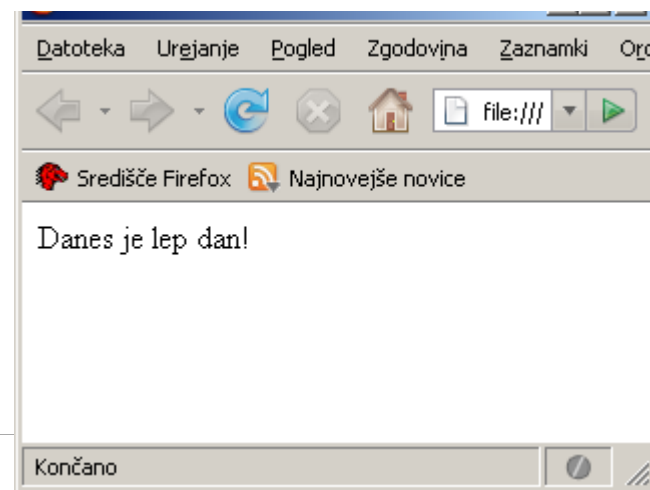 Datoteka Urejanje Pogled Zgodovina Zaznamki
file:///
Središče Firefox Najnovejše novice
Danes je lep dan!
Končano